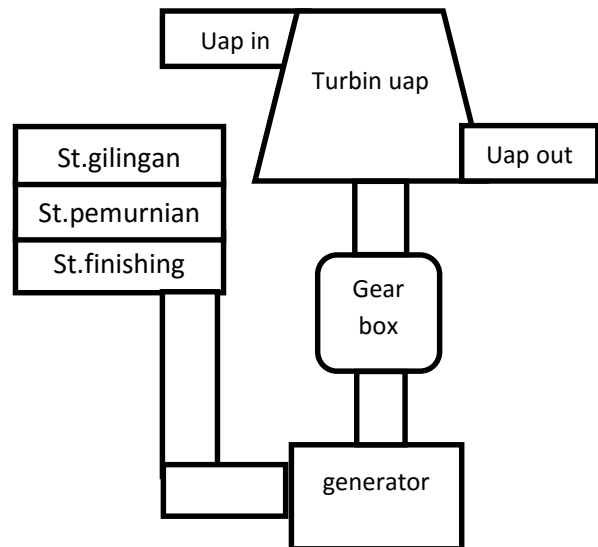 Uap in
Turbin uap
St.gilingan
Uap out
St.pemurnian
St.finishing
Gear
box
generator